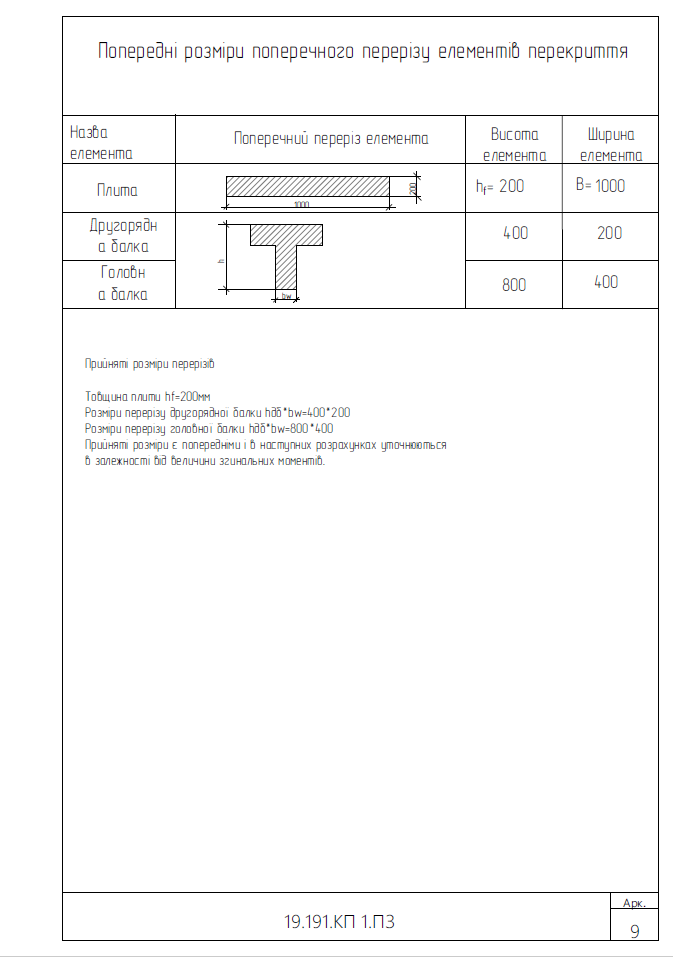 Попередні розміри поперечного перерізу елементів перекриття
Назва
елемента
Поперечний переріз елемента
Висота
елемента
Ширина
елемента
Плита
1000
200
hf= 200
B= 1000
Другорядн
а балка
h
bw
400
200
Головн
а балка
800
400
Прийняті розміри перерізів
Товщина плити hf=200мм
Розміри перерізу другорядної балки hдб*bw=400*200
Розміри перерізу головної балки hдб*bw=800*400
Прийняті розміри є попередніми і в наступних розрахунках уточнюються
в залежності від величини згинальних моментів.
19.191.КП 1.ПЗ
Арк.
9